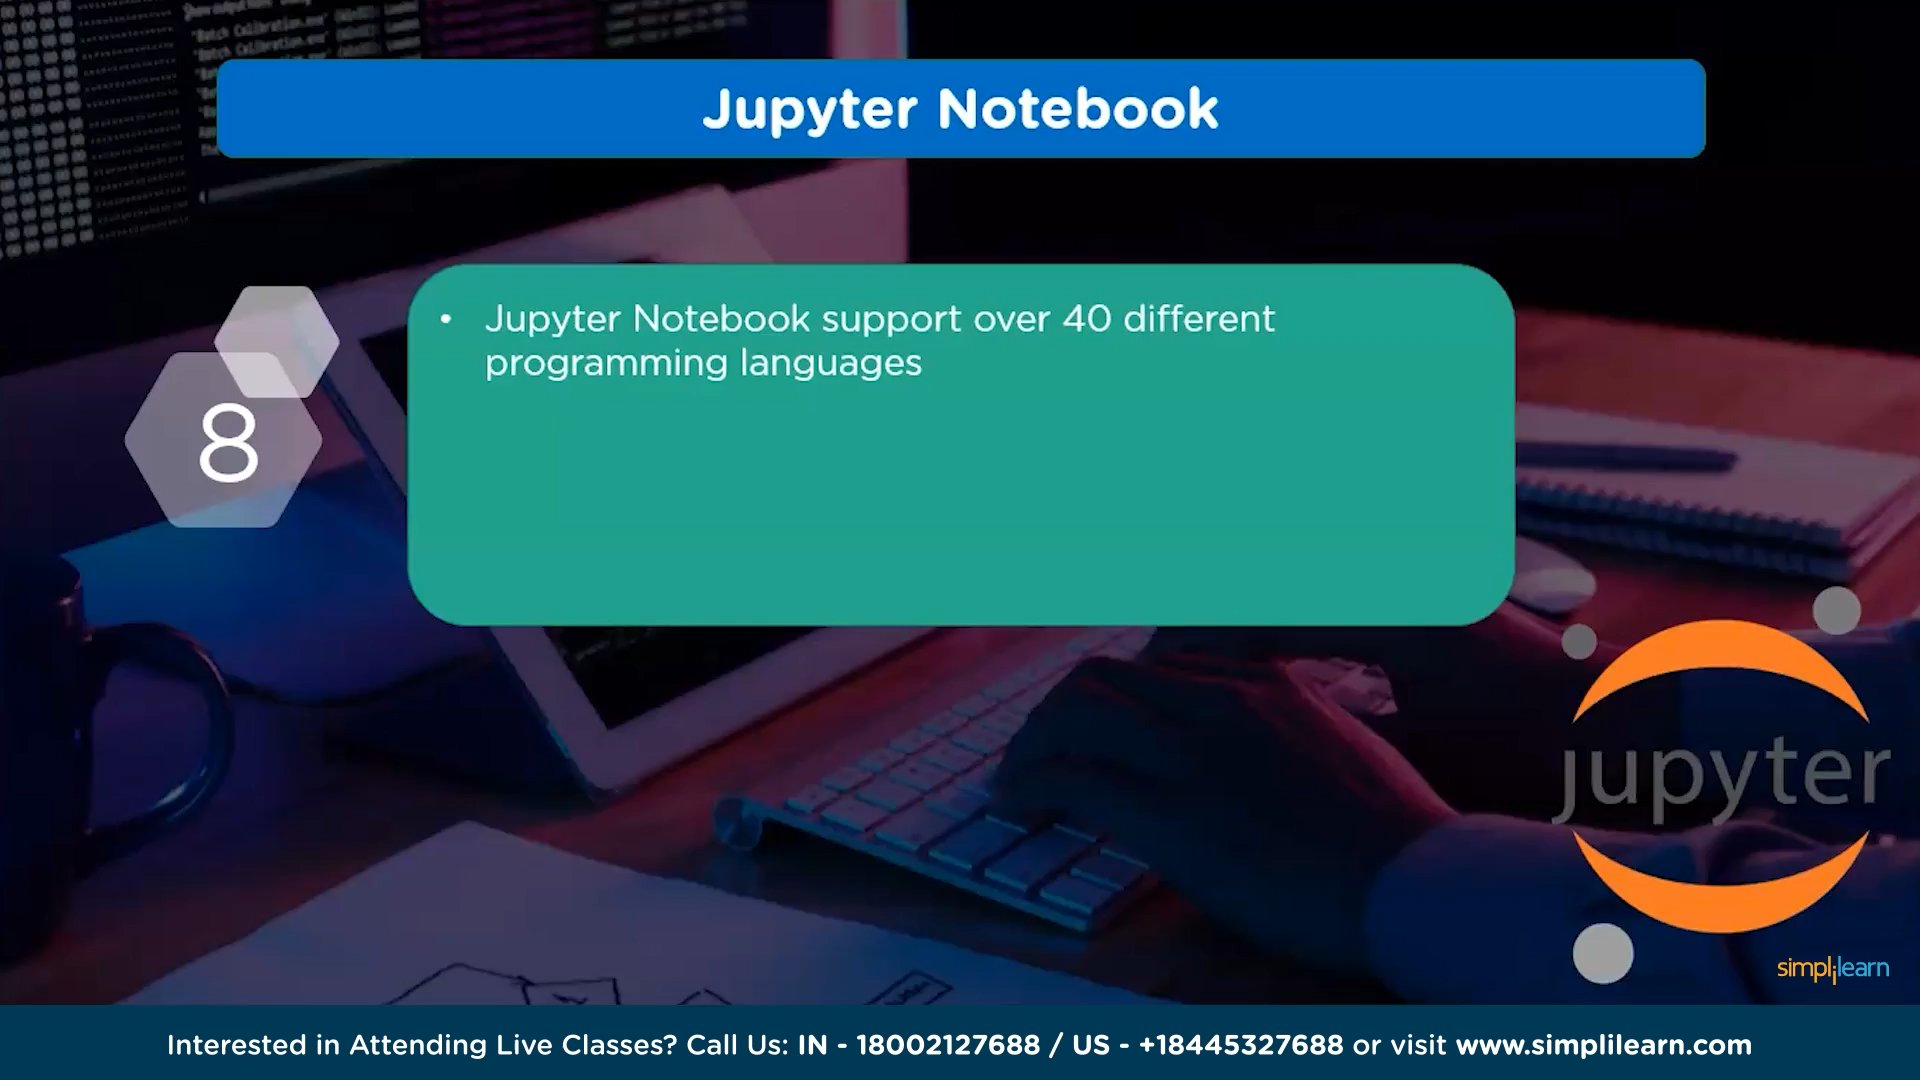 Jupyter Notebook
• Jupyter Notebook support over 40 different
programming languages
8
jupyter
simplilearn
Interested in Attending Live Classes? Call Us: IN - 18002127688 / US - +18445327688 or visit www.simplilearn.com